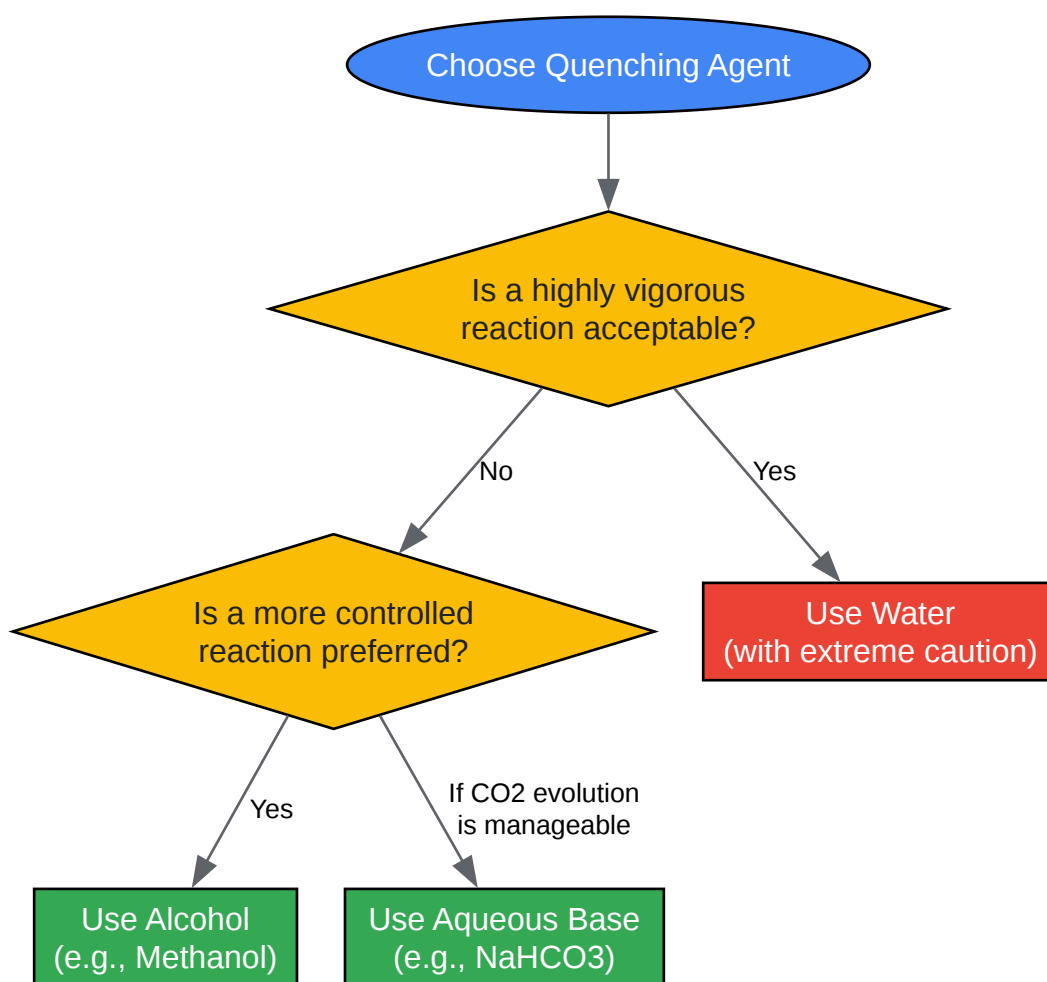 Choose Quenching Agent
Is a highly vigorous
reaction acceptable?
No
Yes
Is a more controlled
reaction preferred?
Use Water
(with extreme caution)
Yes
If CO2 evolution
is manageable
Use Alcohol
(e.g., Methanol)
Use Aqueous Base
(e.g., NaHCO3)